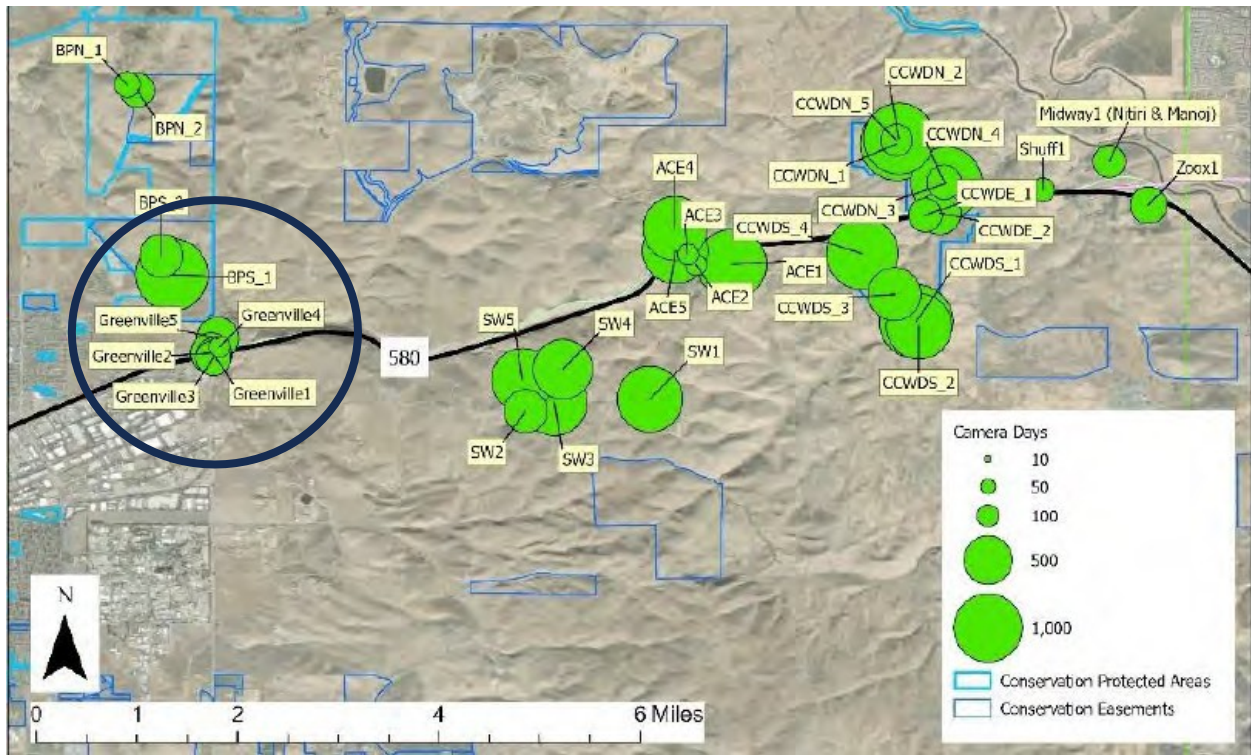 BPN_1
BPN_2
BPS_1
Greenville5
Greenville4
Greenville2
Greenville3
Greenville1
580
SW5
SW4
SW1
SW2
SW3
ACE4
ACE3
ACE1
ACE5
ACE2
CCWDS_4
CCWDN_2
CCWDN_5
CCWDN_4
CCWDN_1
CCWDN_3
CCWDE_1
CCWDE_2
CCWDS_1
CCWDS_3
CCWDS_2
Midway1 (Nitiri & Manoj)
Shuff1
Zoox1
Camera Days
10
50
100
500
1,000
Conservation Protected Areas
Conservation Easements
N
0 1 2 4 6 Miles